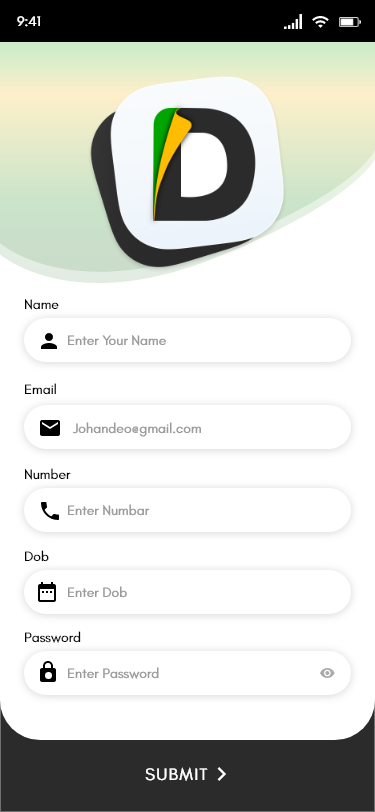 9:41
D
Name
Enter Your Name
Email
Johandeo@gmail.com
Number
Enter Numbar
Dob
Enter Dob
Password
Enter Password
SUBMIT